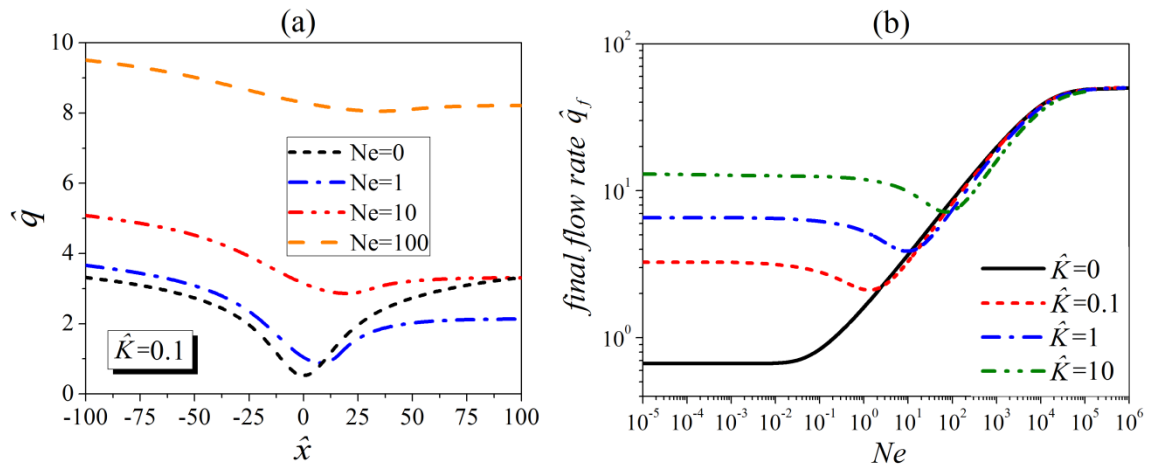 (a)
10
8
6
4
2
0
q̂
-100 -75 -50 -25 0 25 50 75 100
x̂
Ne=0
Ne=1
Ne=10
Ne=100
K̂=0.1
(b)
10²
10¹
10⁰
final flow rate q̂_f
10⁻⁵ 10⁻⁴ 10⁻³ 10⁻² 10⁻¹ 10⁰ 10¹ 10² 10³ 10⁴ 10⁵ 10⁶
Ne
K̂=0
K̂=0.1
K̂=1
K̂=10